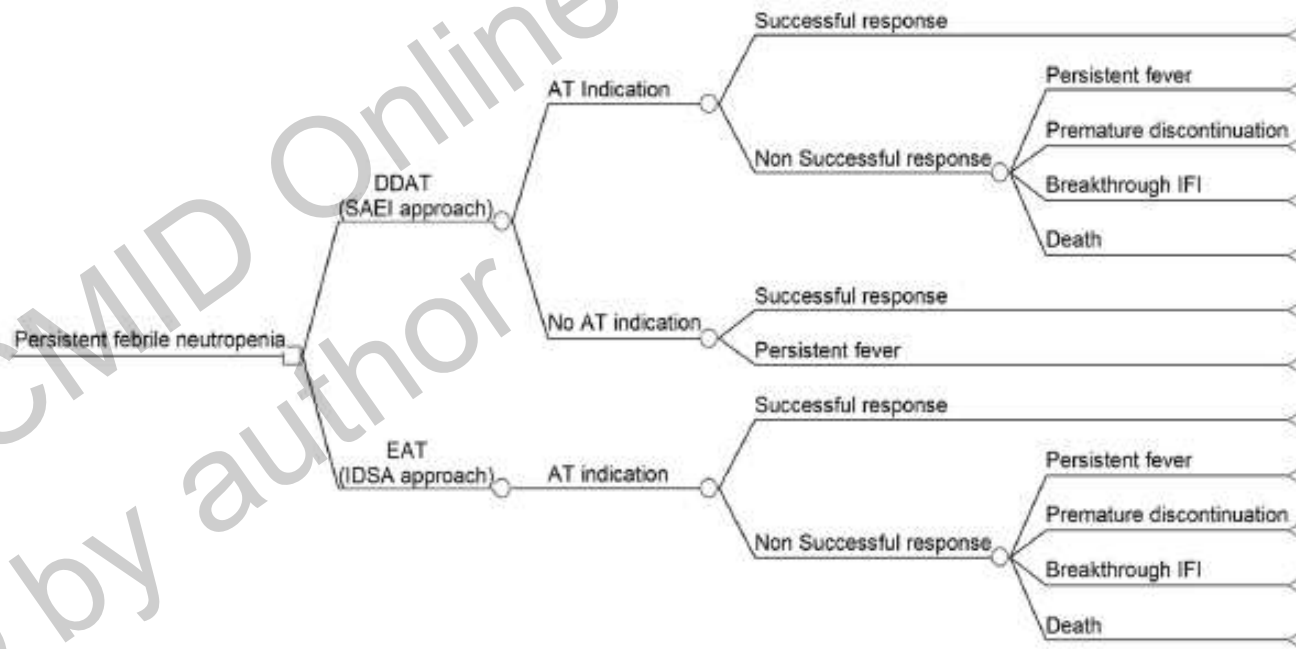 Successful response
AT Indication
Persistent fever
Premature discontinuation
Non Successful response
Breakthrough IFI
DDAT
(SAEI approach)
Death
Successful response
No AT indication
Persistent febrile neutropenia
Persistent fever
Successful response
EAT
(IDSA approach)
AT indication
Persistent fever
Premature discontinuation
Non Successful response
Breakthrough IFI
Death
CMID Online
by author